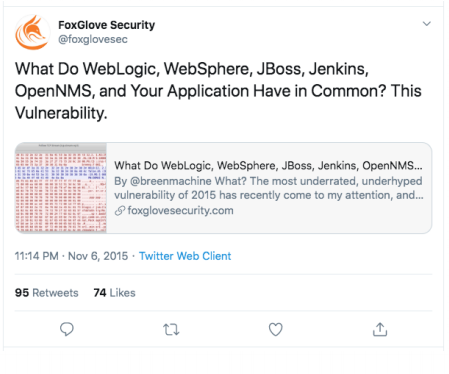 FoxGlove Security
@foxglovesec
What Do WebLogic, WebSphere, JBoss, Jenkins,
OpenNMS, and Your Application Have in Common? This
Vulnerability.
What Do WebLogic, WebSphere, JBoss, Jenkins, OpenNMS...
By @breenmachine What? The most underrated, underhyped
vulnerability of 2015 has recently come to my attention, and...
foxglovesecurity.com
11:14 PM · Nov 6, 2015 · Twitter Web Client
95 Retweets 74 Likes